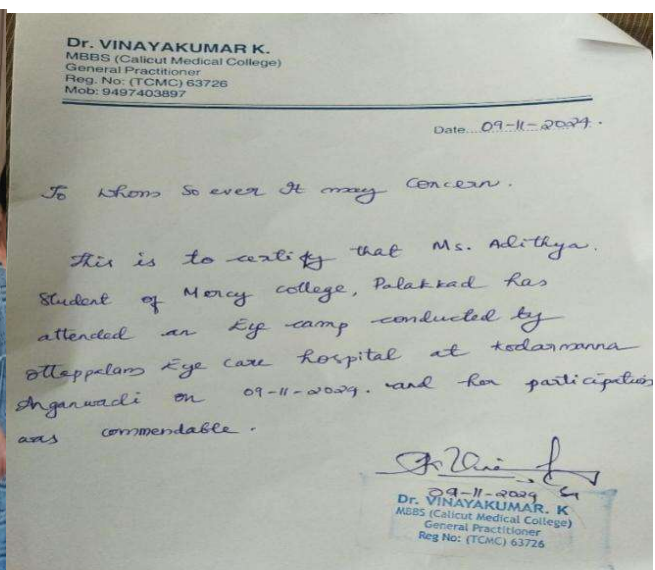 Dr. VINAYAKUMAR K.
MBBS (Calicut Medical College)
General Practitioner
Reg. No: (TCMC) 63726
Mob: 9497403897
Date... 09-11-2024.
To whom so ever It may Concern.
This is to certify that Ms. Adithya.
Student of Mercy college, Palakkad has
attended an Eye camp conducted by
ottappalam Eye care hospital at kodarmanna
Anganwadi on 09-11-2024. and her participation
was commendable.
09-11-2024
Dr. VINAYAKUMAR. K
MBBS (Calicut Medical College)
General Practitioner
Reg No: (TCMC) 63726